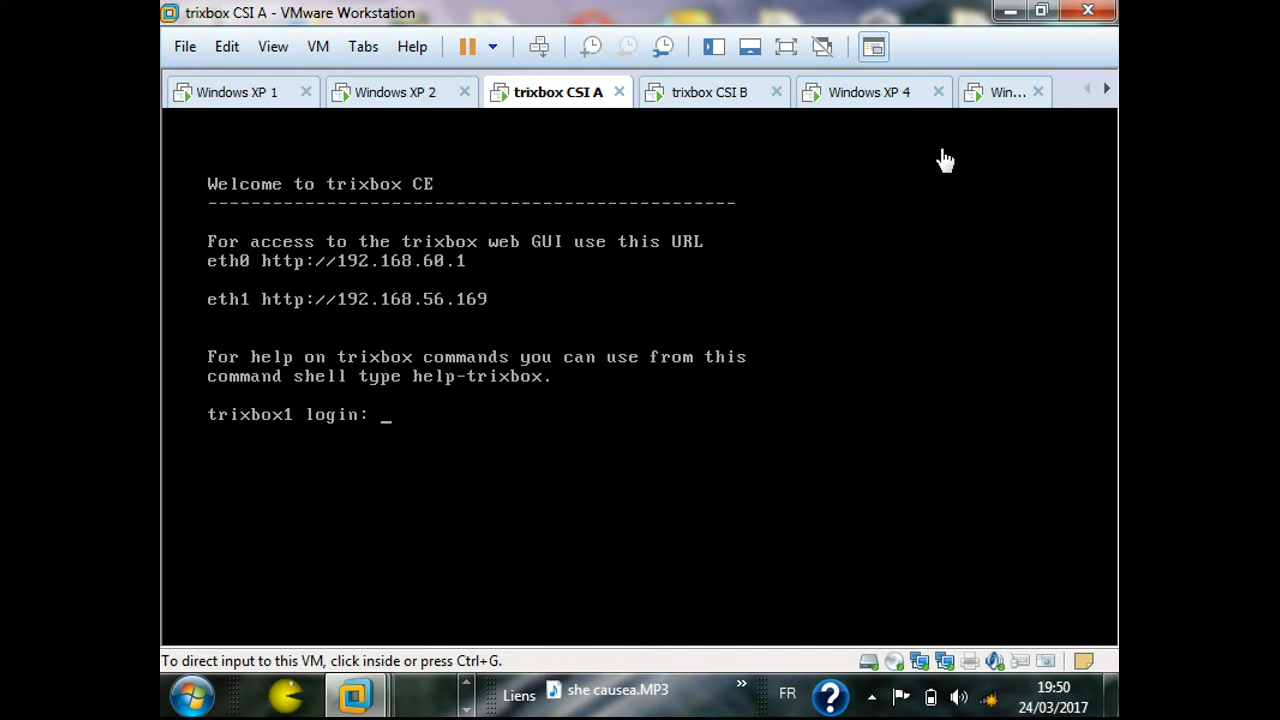 trixbox CSI A - VMware Workstation
File Edit View VM Tabs Help
Windows XP 1 Windows XP 2 trixbox CSI A trixbox CSI B Windows XP 4 Win...
Welcome to trixbox CE
-------------------------------------------------
For access to the trixbox web GUI use this URL
eth0 http://192.168.60.1
eth1 http://192.168.56.169
For help on trixbox commands you can use from this
command shell type help-trixbox.
trixbox1 login: _
To direct input to this VM, click inside or press Ctrl+G.
Liens she causea.MP3 » FR 19:50
24/03/2017